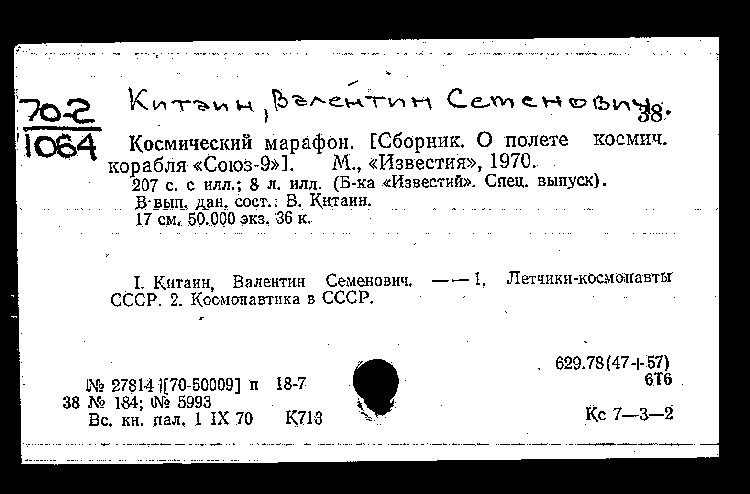 Китаин, Валентин Семенович.
38.
70-2
1064
Космический марафон. [Сборник. О полете космич.
корабля «Союз-9»]. М., «Известия», 1970.
207 с. с илл.; 8 л. илл. (Б-ка «Известий». Спец. выпуск).
В вып. дан. сост.: В. Китаин.
17 см. 50.000 экз. 36 к.
I. Китаин, Валентин Семенович. — — 1. Летчики-космонавты
СССР. 2. Космонавтика в СССР.
629.78(47+57)
№ 27814 [70-50009] п 18-7
6Т6
38 № 184; № 5993
Вс. кн. пал. 1 IX 70 К713
Кс 7—3—2